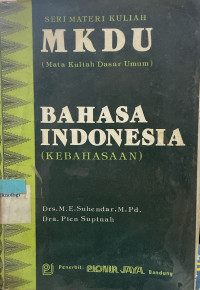 SERI MATERI KULIAH
MKDU
(Mata Kuliah Dasar Umum)
BAHASA
INDONESIA
(KEBAHASAAN)
Drs. M.E. Suhendar, M. Pd.
Dra. Pien Supinah
Penerbit: PIONIR JAYA Bandung